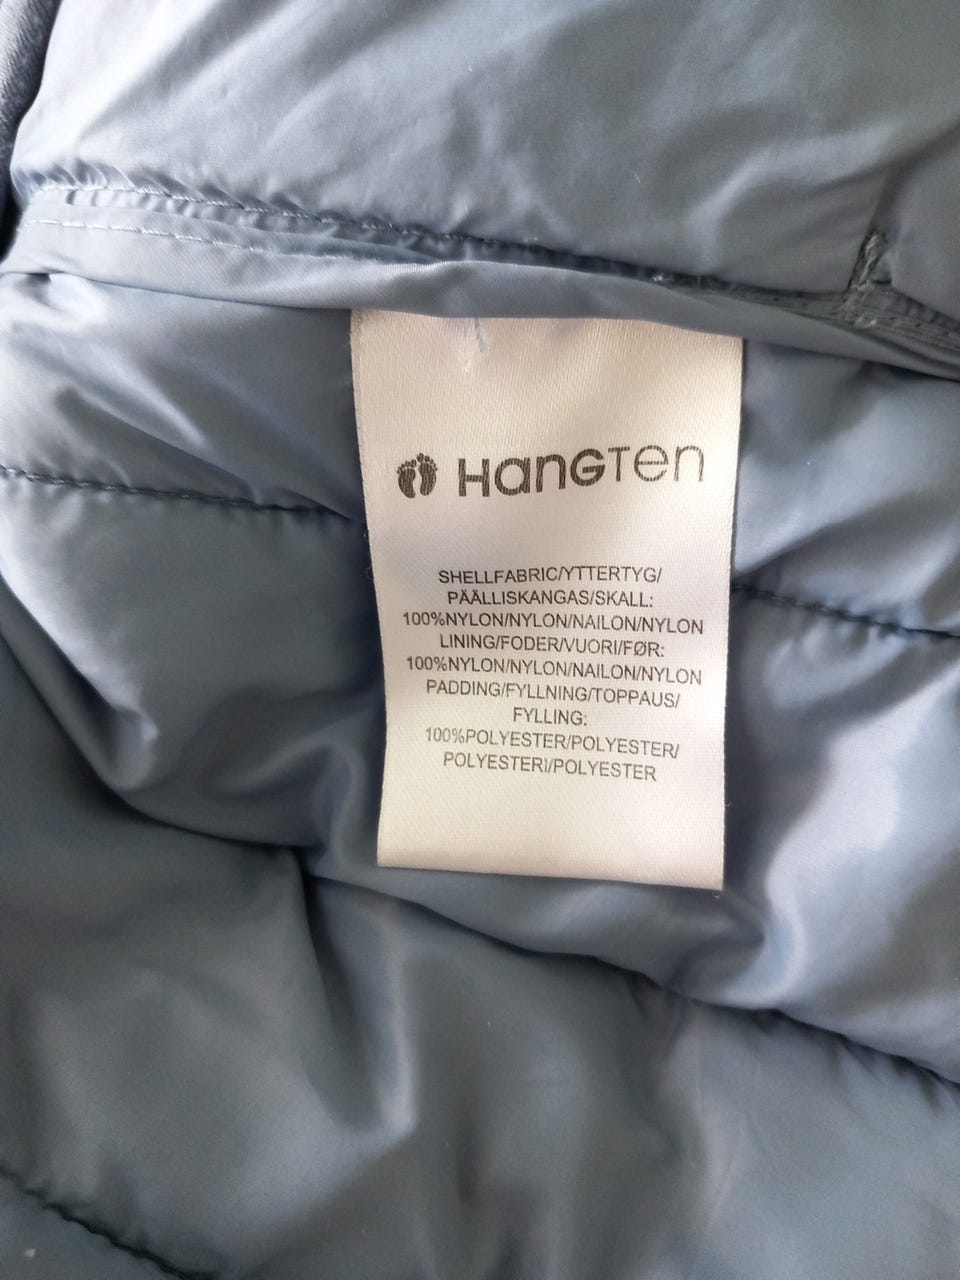 HangTen
SHELLFABRIC/YTTERTYG/
PÄÄLLISKANGAS/SKALL:
100%NYLON/NYLON/NAILON/NYLON
LINING/FODER/VUORI/FØR:
100%NYLON/NYLON/NAILON/NYLON
PADDING/FYLLNING/TOPPAUS/
FYLLING:
100%POLYESTER/POLYESTER/
POLYESTERI/POLYESTER